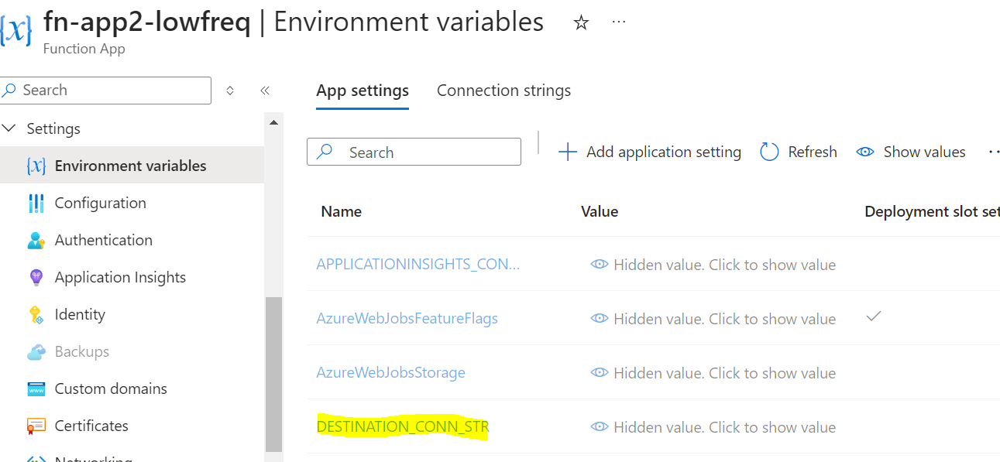 {x} fn-app2-lowfreq | Environment variables
Function App
Search
Settings
{x} Environment variables
Configuration
Authentication
Application Insights
Identity
Backups
Custom domains
Certificates
Networking
App settings Connection strings
Search
Add application setting Refresh Show values
Name Value Deployment slot set
APPLICATIONINSIGHTS_CON... Hidden value. Click to show value
AzureWebJobsFeatureFlags Hidden value. Click to show value
AzureWebJobsStorage Hidden value. Click to show value
DESTINATION_CONN_STR Hidden value. Click to show value